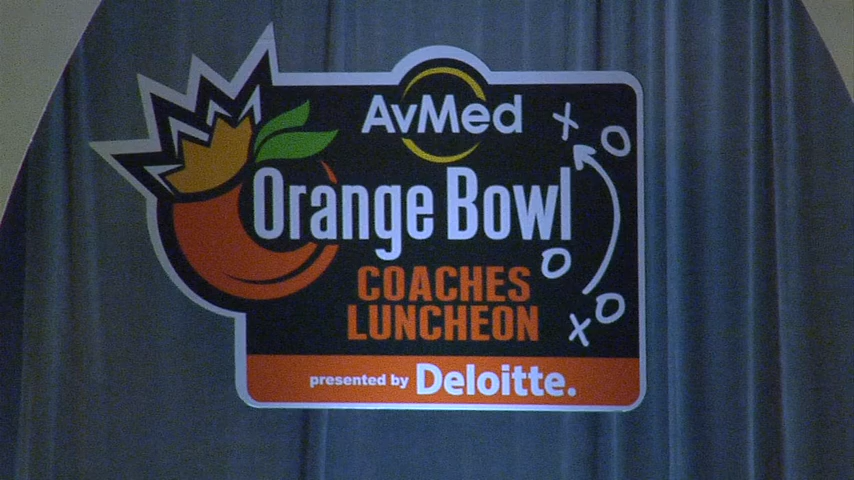 AvMed
Orange Bowl
COACHES
LUNCHEON
presented by Deloitte.